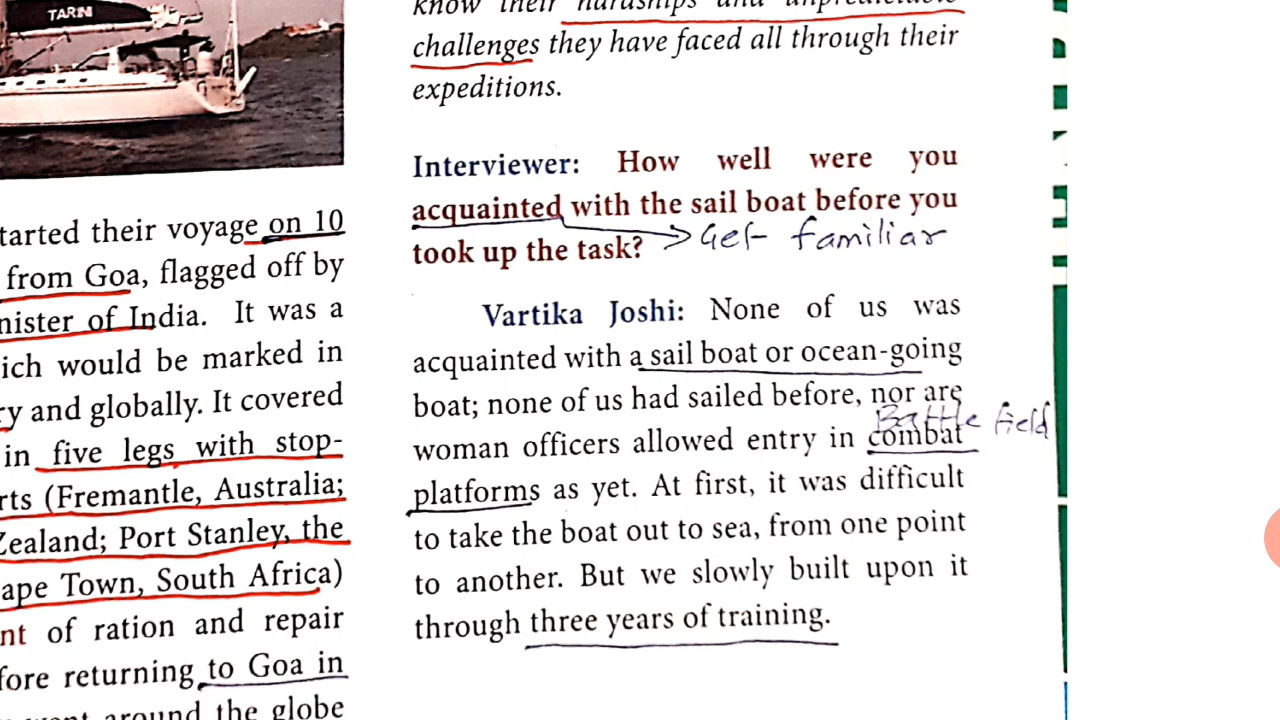 TARINI
tarted their voyage on 10
from Goa, flagged off by
nister of India. It was a
ich would be marked in
ry and globally. It covered
in five legs with stop-
rts (Fremantle, Australia;
Zealand; Port Stanley, the
ape Town, South Africa)
nt of ration and repair
fore returning to Goa in
went around the globe
know their hardships and unpredictable
challenges they have faced all through their
expeditions.
Interviewer: How well were you
acquainted with the sail boat before you
took up the task? Get familiar
Vartika Joshi: None of us was
acquainted with a sail boat or ocean-going
boat; none of us had sailed before, nor are
Battle field
woman officers allowed entry in combat
platforms as yet. At first, it was difficult
to take the boat out to sea, from one point
to another. But we slowly built upon it
through three years of training.